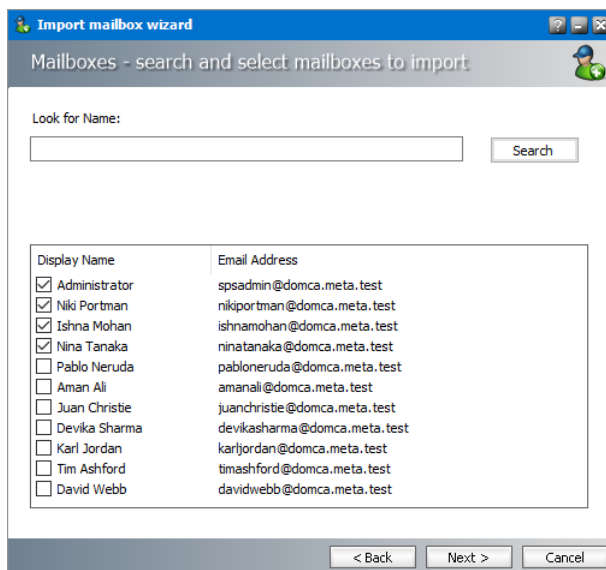 Import mailbox wizard
Mailboxes - search and select mailboxes to import
Look for Name:
Search
Display Name Email Address
Administrator spsadmin@domca.meta.test
Niki Portman nikiportman@domca.meta.test
Ishna Mohan ishnamohan@domca.meta.test
Nina Tanaka ninatanaka@domca.meta.test
Pablo Neruda pabloneruda@domca.meta.test
Aman Ali amanali@domca.meta.test
Juan Christie juanchristie@domca.meta.test
Devika Sharma devikasharma@domca.meta.test
Karl Jordan karljordan@domca.meta.test
Tim Ashford timashford@domca.meta.test
David Webb davidwebb@domca.meta.test
< Back Next > Cancel